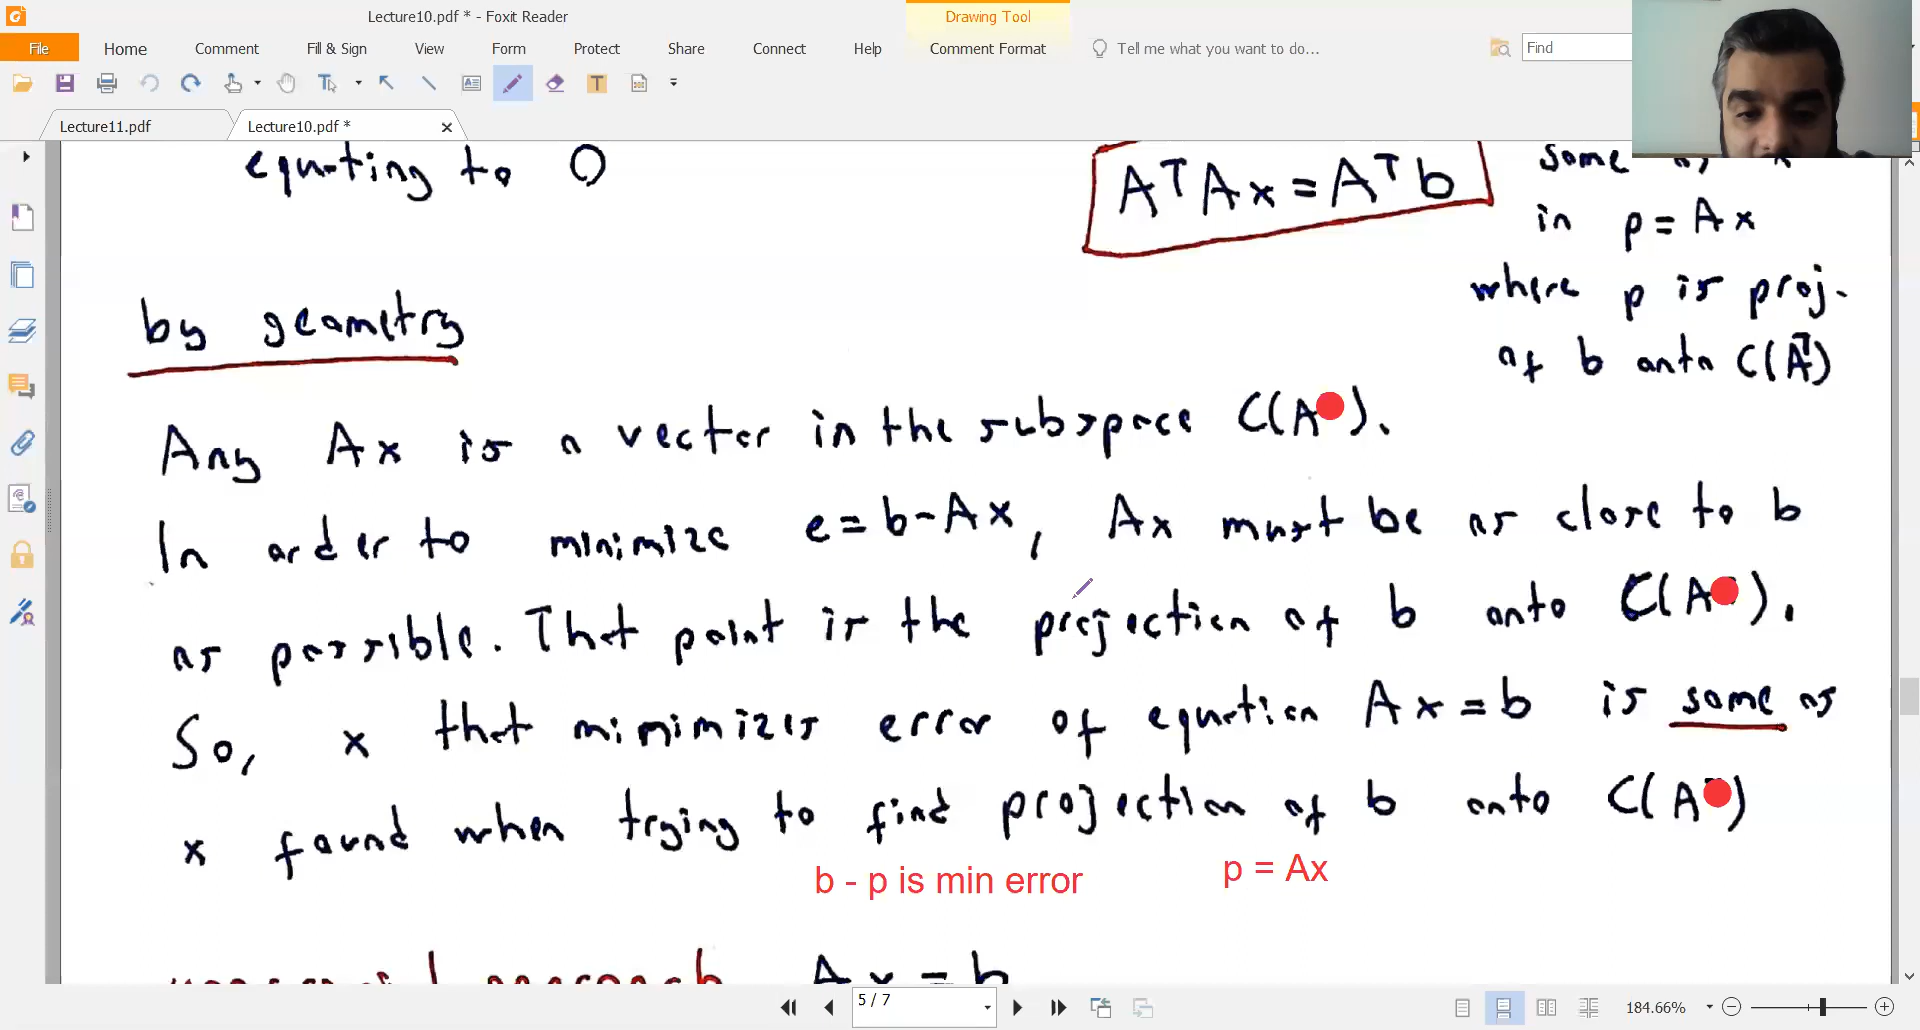 Lecture10.pdf * - Foxit Reader
Drawing Tool
File Home Comment Fill & Sign View Form Protect Share Connect Help Comment Format Tell me what you want to do... Find
Lecture11.pdf Lecture10.pdf *
equating to 0
AᵀAx = Aᵀb
same as x
in p = Ax
where p is proj.
of b onto C(Aᵀ)
by geometry
Any Ax is a vector in the subspace C(A ).
In order to minimize e = b - Ax, Ax must be as close to b
as possible. That point is the projection of b onto C(A ).
So, x that minimizes error of equation Ax = b is same as
x found when trying to find projection of b onto C(A )
b - p is min error p = Ax
Ax = b
5 / 7
184.66%